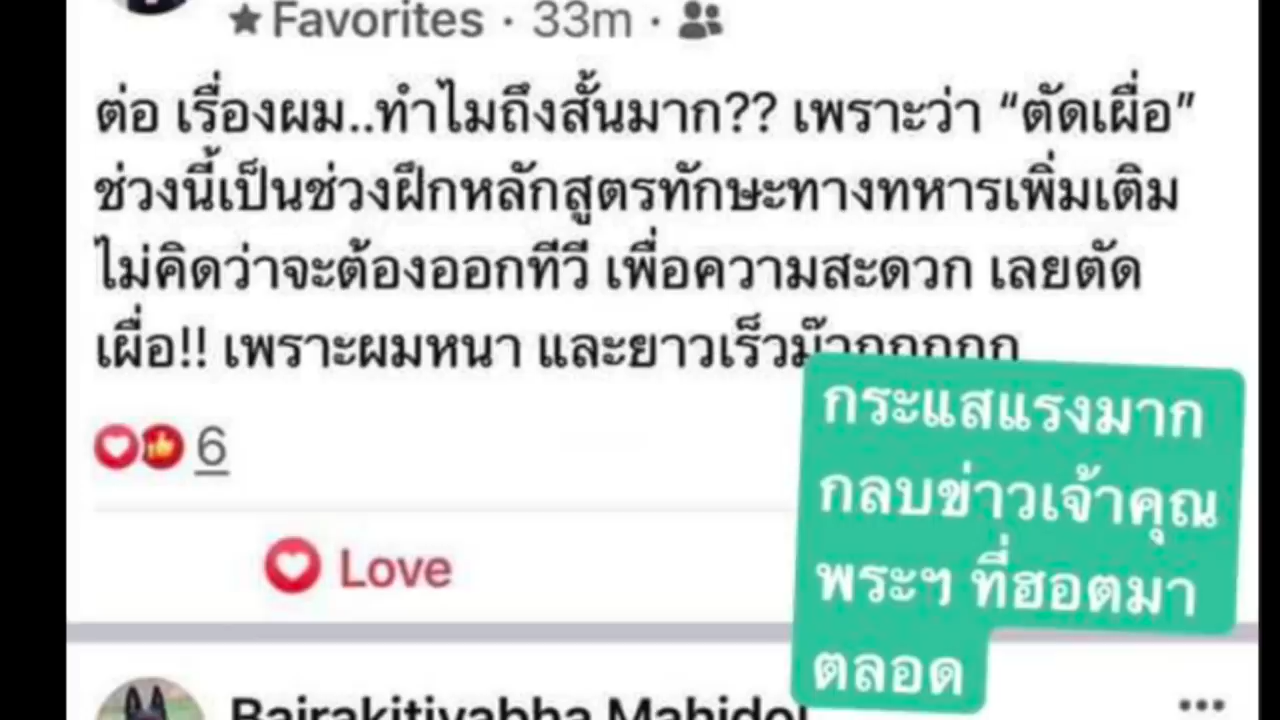 Favorites · 33m ·
ต่อ เรื่องผม..ทำไมถึงสั้นมาก?? เพราะว่า “ตัดเผื่อ”
ช่วงนี้เป็นช่วงฝึกหลักสูตรทักษะทางทหารเพิ่มเติม
ไม่คิดว่าจะต้องออกทีวี เพื่อความสะดวก เลยตัด
เผื่อ!! เพราะผมหนา และยาวเร็วม๊ากกกกก
6
กระแสแรงมาก
กลบข่าวเจ้าคุณ
พระฯ ที่ฮอตมา
ตลอด
Love
Bajrakitiyabha Mahidol